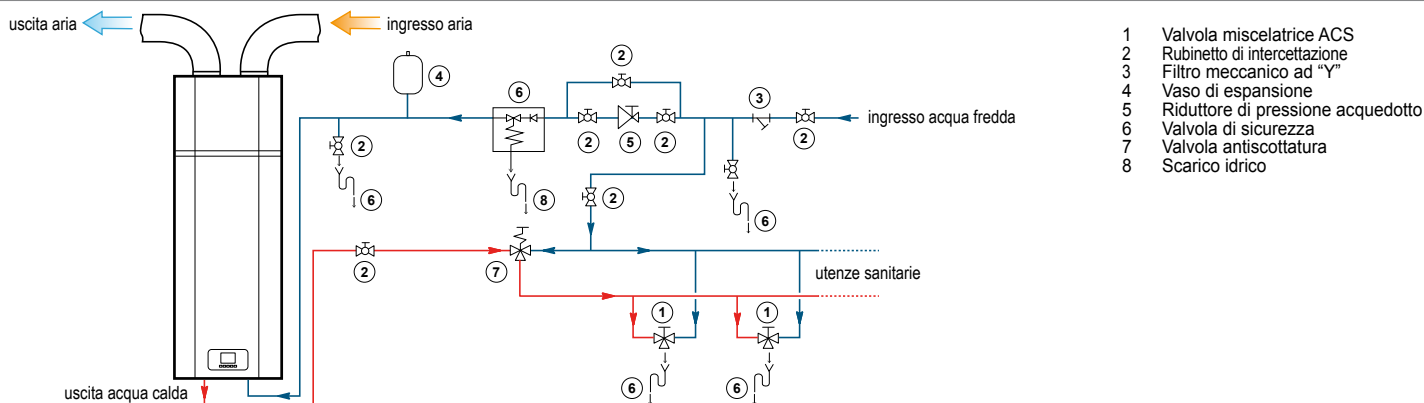 uscita aria
ingresso aria
2
4
6
3
ingresso acqua fredda
2
5
2
2
2
6
8
2
6
2
7
utenze sanitarie
1
1
6
6
uscita acqua calda
1 Valvola miscelatrice ACS
2 Rubinetto di intercettazione
3 Filtro meccanico ad “Y”
4 Vaso di espansione
5 Riduttore di pressione acquedotto
6 Valvola di sicurezza
7 Valvola antiscottatura
8 Scarico idrico